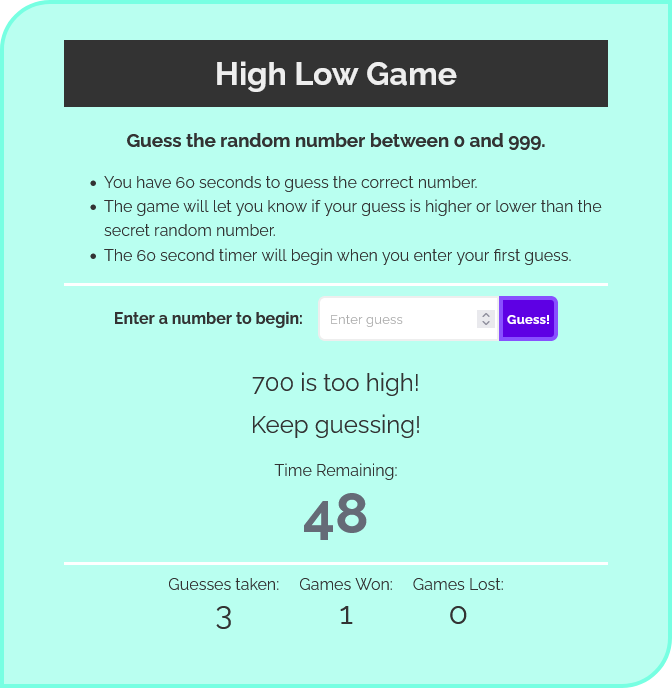 High Low Game
Guess the random number between 0 and 999.
• You have 60 seconds to guess the correct number.
• The game will let you know if your guess is higher or lower than the
secret random number.
• The 60 second timer will begin when you enter your first guess.
Enter a number to begin: Enter guess Guess!
700 is too high!
Keep guessing!
Time Remaining:
48
Guesses taken: Games Won: Games Lost:
3 1 0